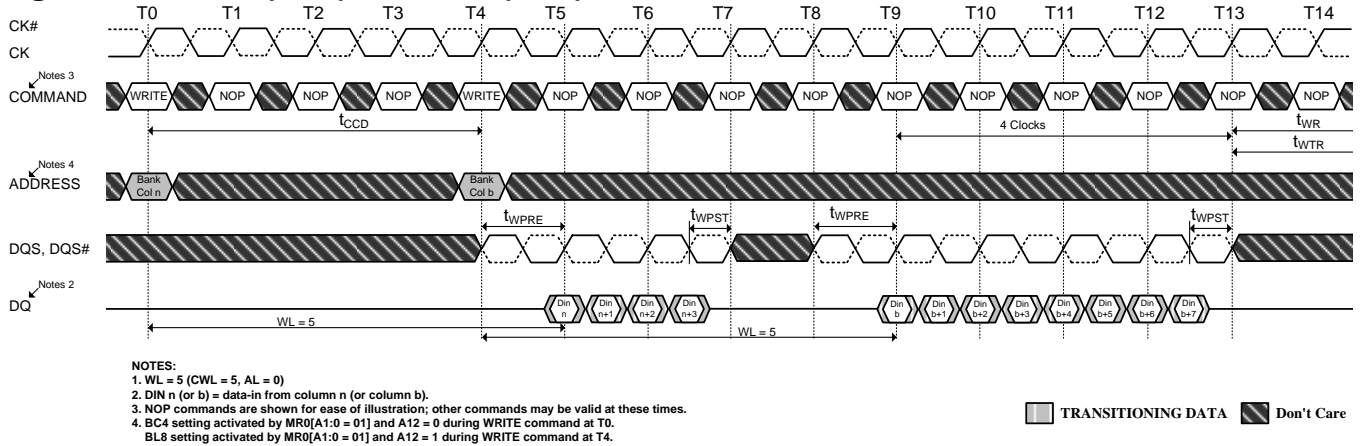 T0 T1 T2 T3 T4 T5 T6 T7 T8 T9 T10 T11 T12 T13 T14
CK#
CK
Notes 3
COMMAND WRITE NOP NOP NOP WRITE NOP NOP NOP NOP NOP NOP NOP NOP NOP NOP
tCCD 4 Clocks tWR
tWTR
Notes 4
ADDRESS Bank Col n Bank Col b
tWPRE tWPST tWPRE tWPST
DQS, DQS#
Notes 2
DQ Din n Din n+1 Din n+2 Din n+3 Din b Din b+1 Din b+2 Din b+3 Din b+4 Din b+5 Din b+6 Din b+7
WL = 5 WL = 5
NOTES:
1. WL = 5 (CWL = 5, AL = 0)
2. DIN n (or b) = data-in from column n (or column b).
3. NOP commands are shown for ease of illustration; other commands may be valid at these times.
4. BC4 setting activated by MR0[A1:0 = 01] and A12 = 0 during WRITE command at T0.
BL8 setting activated by MR0[A1:0 = 01] and A12 = 1 during WRITE command at T4.
TRANSITIONING DATA Don't Care